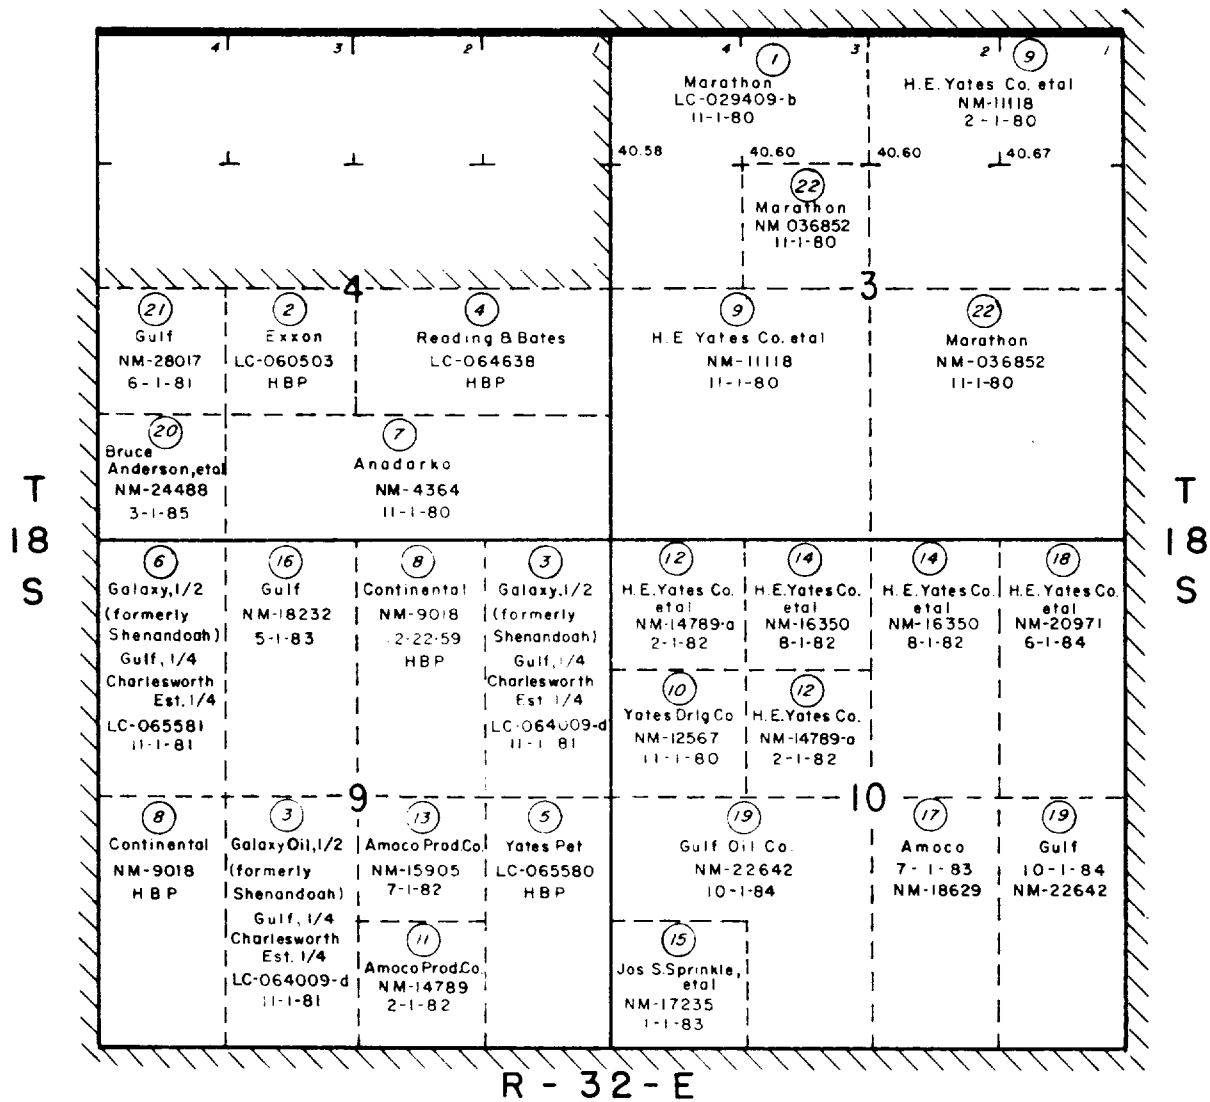 4 3 2 1 4 3 2 1
1
Marathon
LC-029409-b
11-1-80
9
H.E. Yates Co. etal
NM-11118
2-1-80
40.58 40.60 40.60 40.67
22
Marathon
NM 036852
11-1-80
4
3
21
Gulf
NM-28017
6-1-81
2
Exxon
LC-060503
HBP
4
Reading & Bates
LC-064638
HBP
9
H.E Yates Co. etal
NM-11118
11-1-80
22
Marathon
NM-036852
11-1-80
20
Bruce
Anderson, etal
NM-24488
3-1-85
7
Anadarko
NM-4364
11-1-80
T
18
S
T
18
S
6
Galaxy, 1/2
(formerly
Shenandoah)
Gulf, 1/4
Charlesworth
Est. 1/4
LC-065581
11-1-81
16
Gulf
NM-18232
5-1-83
8
Continental
NM-9018
2-22-59
HBP
3
Galaxy, 1/2
(formerly
Shenandoah)
Gulf, 1/4
Charlesworth
Est 1/4
LC-064009-d
11-1-81
12
H.E. Yates Co.
etal
NM-14789-a
2-1-82
14
H.E. Yates Co.
etal
NM-16350
8-1-82
14
H.E. Yates Co.
etal
NM-16350
8-1-82
18
H.E. Yates Co.
etal
NM-20971
6-1-84
10
Yates Drlg Co
NM-12567
11-1-80
12
H.E. Yates Co.
NM-14789-a
2-1-82
9
10
8
Continental
NM-9018
HBP
3
Galaxy Oil, 1/2
(formerly
Shenandoah)
Gulf, 1/4
Charlesworth
Est. 1/4
LC-064009-d
11-1-81
13
Amoco Prod. Co.
NM-15905
7-1-82
5
Yates Pet
LC-065580
HBP
19
Gulf Oil Co.
NM-22642
10-1-84
17
Amoco
7-1-83
NM-18629
19
Gulf
10-1-84
NM-22642
11
Amoco Prod. Co.
NM-14789
2-1-82
15
Jos S. Sprinkle,
etal
NM-17235
1-1-83
R-32-E